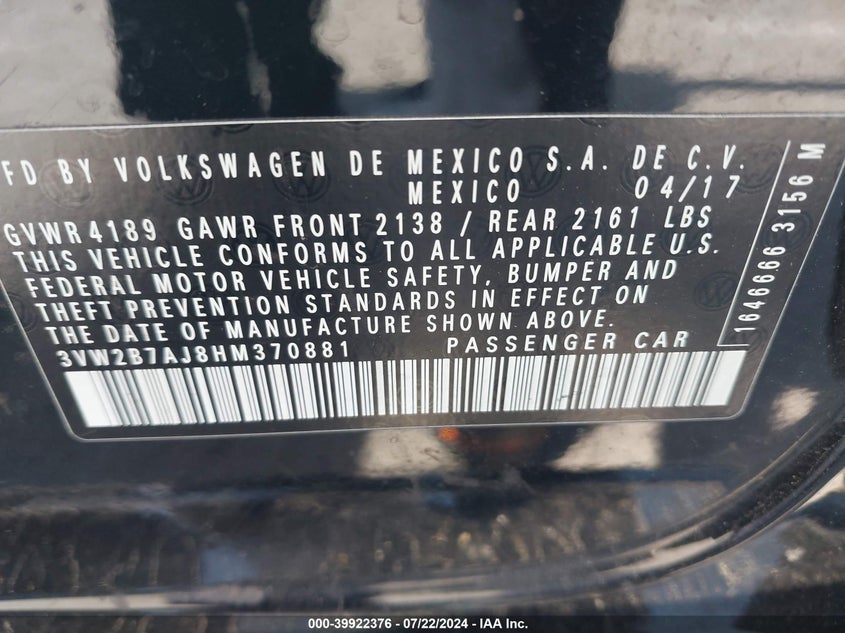 FD BY VOLKSWAGEN DE MEXICO S.A. DE C.V.
MEXICO 04/17
GVWR 4189 GAWR FRONT 2138 / REAR 2161 LBS
THIS VEHICLE CONFORMS TO ALL APPLICABLE U.S.
FEDERAL MOTOR VEHICLE SAFETY, BUMPER AND
THEFT PREVENTION STANDARDS IN EFFECT ON
THE DATE OF MANUFACTURE SHOWN ABOVE.
3VW2B7AJ8HM370881 PASSENGER CAR
1646666 3156 M
000-39922376 - 07/22/2024 - IAA Inc.